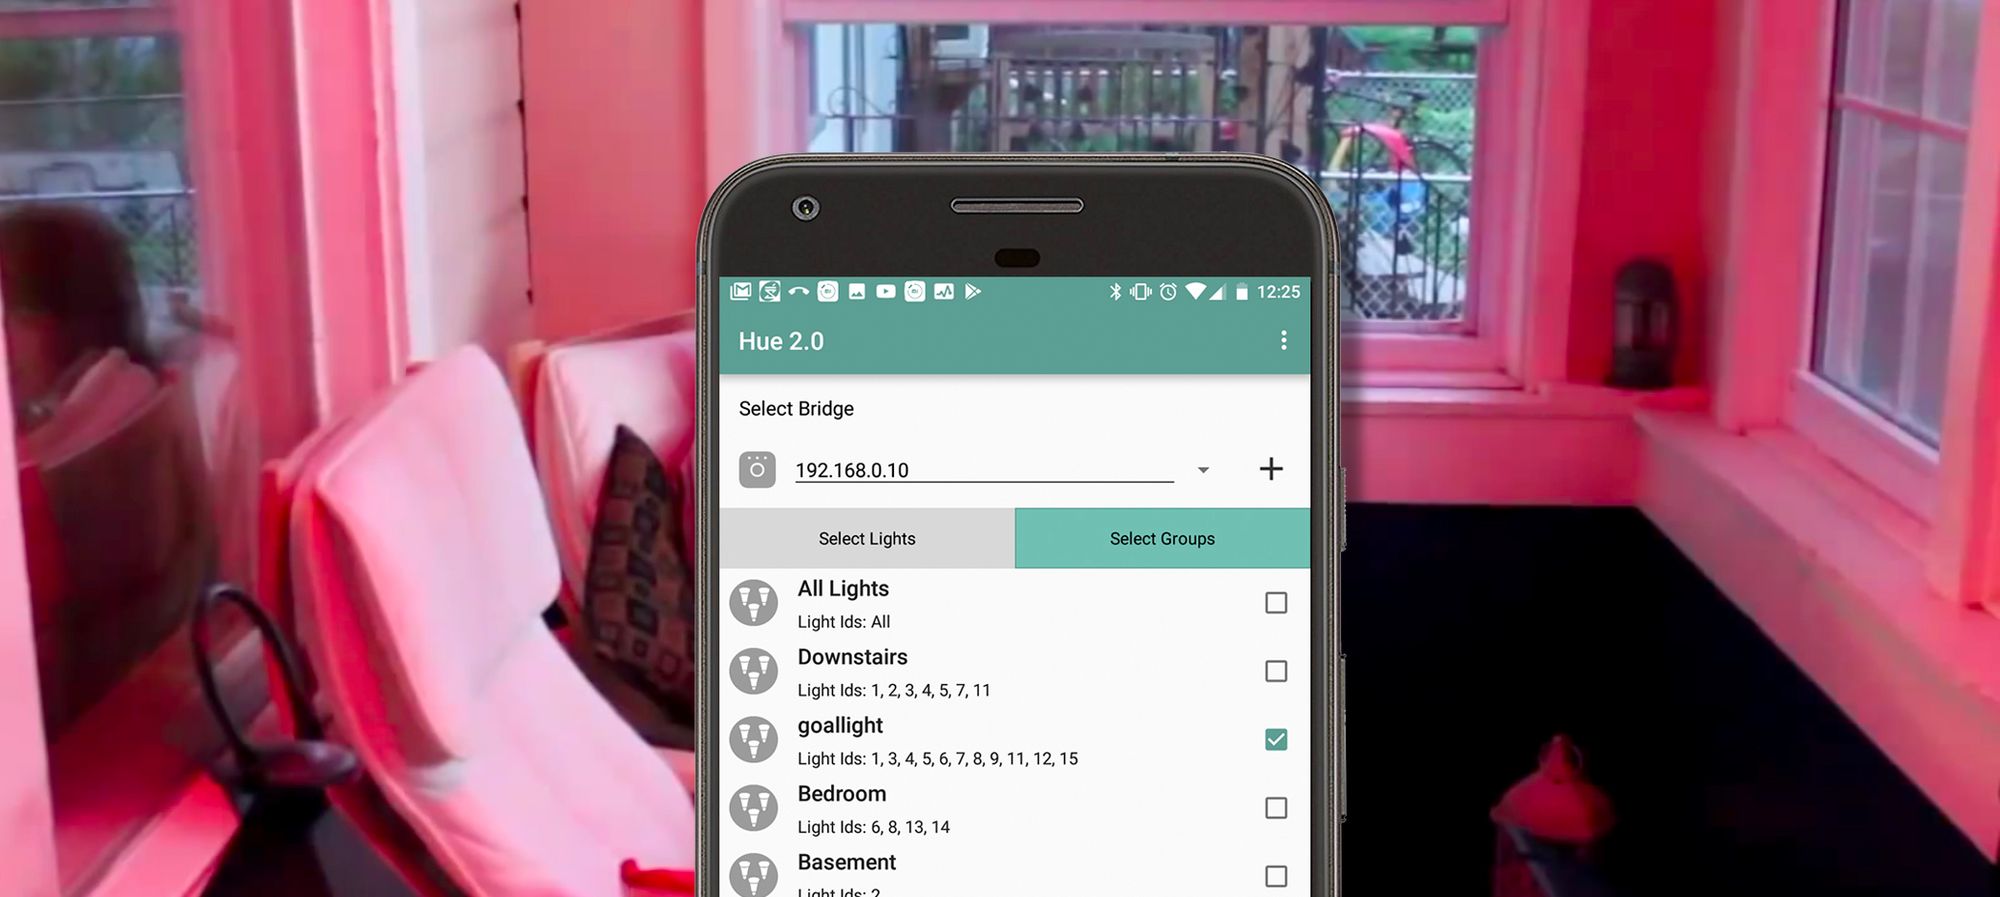 12:25
Hue 2.0
Select Bridge
192.168.0.10
Select Lights
Select Groups
All Lights
Light Ids: All
Downstairs
Light Ids: 1, 2, 3, 4, 5, 7, 11
goallight
Light Ids: 1, 3, 4, 5, 6, 7, 8, 9, 11, 12, 15
Bedroom
Light Ids: 6, 8, 13, 14
Basement
Light Ids: 2